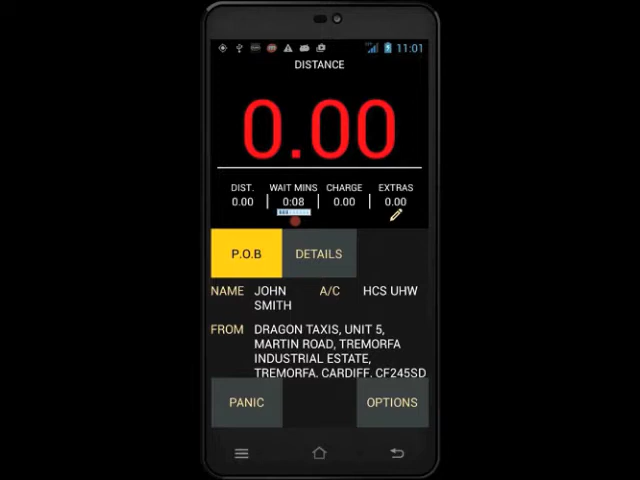 11:01
DISTANCE
0.00
DIST. WAIT MINS CHARGE EXTRAS
0.00 0:08 0.00 0.00
P.O.B DETAILS
NAME JOHN SMITH A/C HCS UHW
FROM DRAGON TAXIS, UNIT 5,
MARTIN ROAD, TREMORFA
INDUSTRIAL ESTATE,
TREMORFA, CARDIFF, CF245SD
PANIC OPTIONS